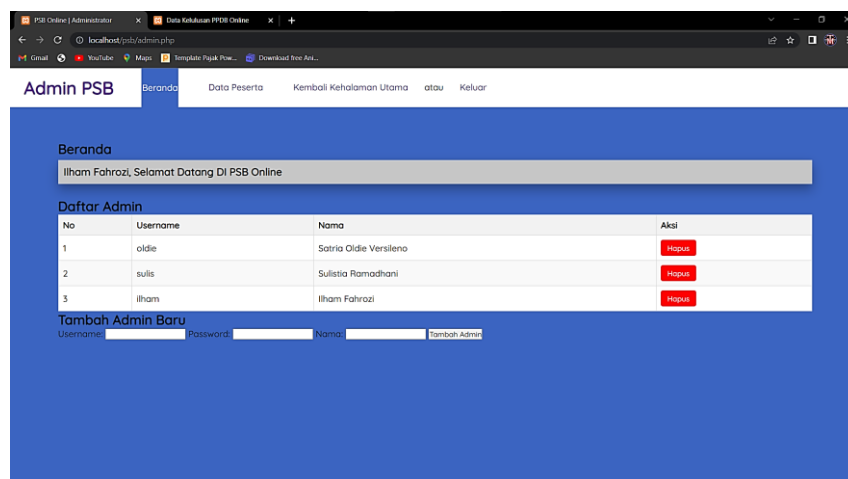 PSB Online | Administrator
Data Kelulusan PPDB Online
localhost/psb/admin.php
Gmail YouTube Maps Template Pajak Pow... Download free Ani...
Admin PSB Beranda Data Peserta Kembali Kehalaman Utama atau Keluar
Beranda
Ilham Fahrozi, Selamat Datang DI PSB Online
Daftar Admin
No Username Nama Aksi
1 oldie Satria Oldie Versileno Hapus
2 sulis Sulistia Ramadhani Hapus
3 ilham Ilham Fahrozi Hapus
Tambah Admin Baru
Username: Password: Nama: Tambah Admin